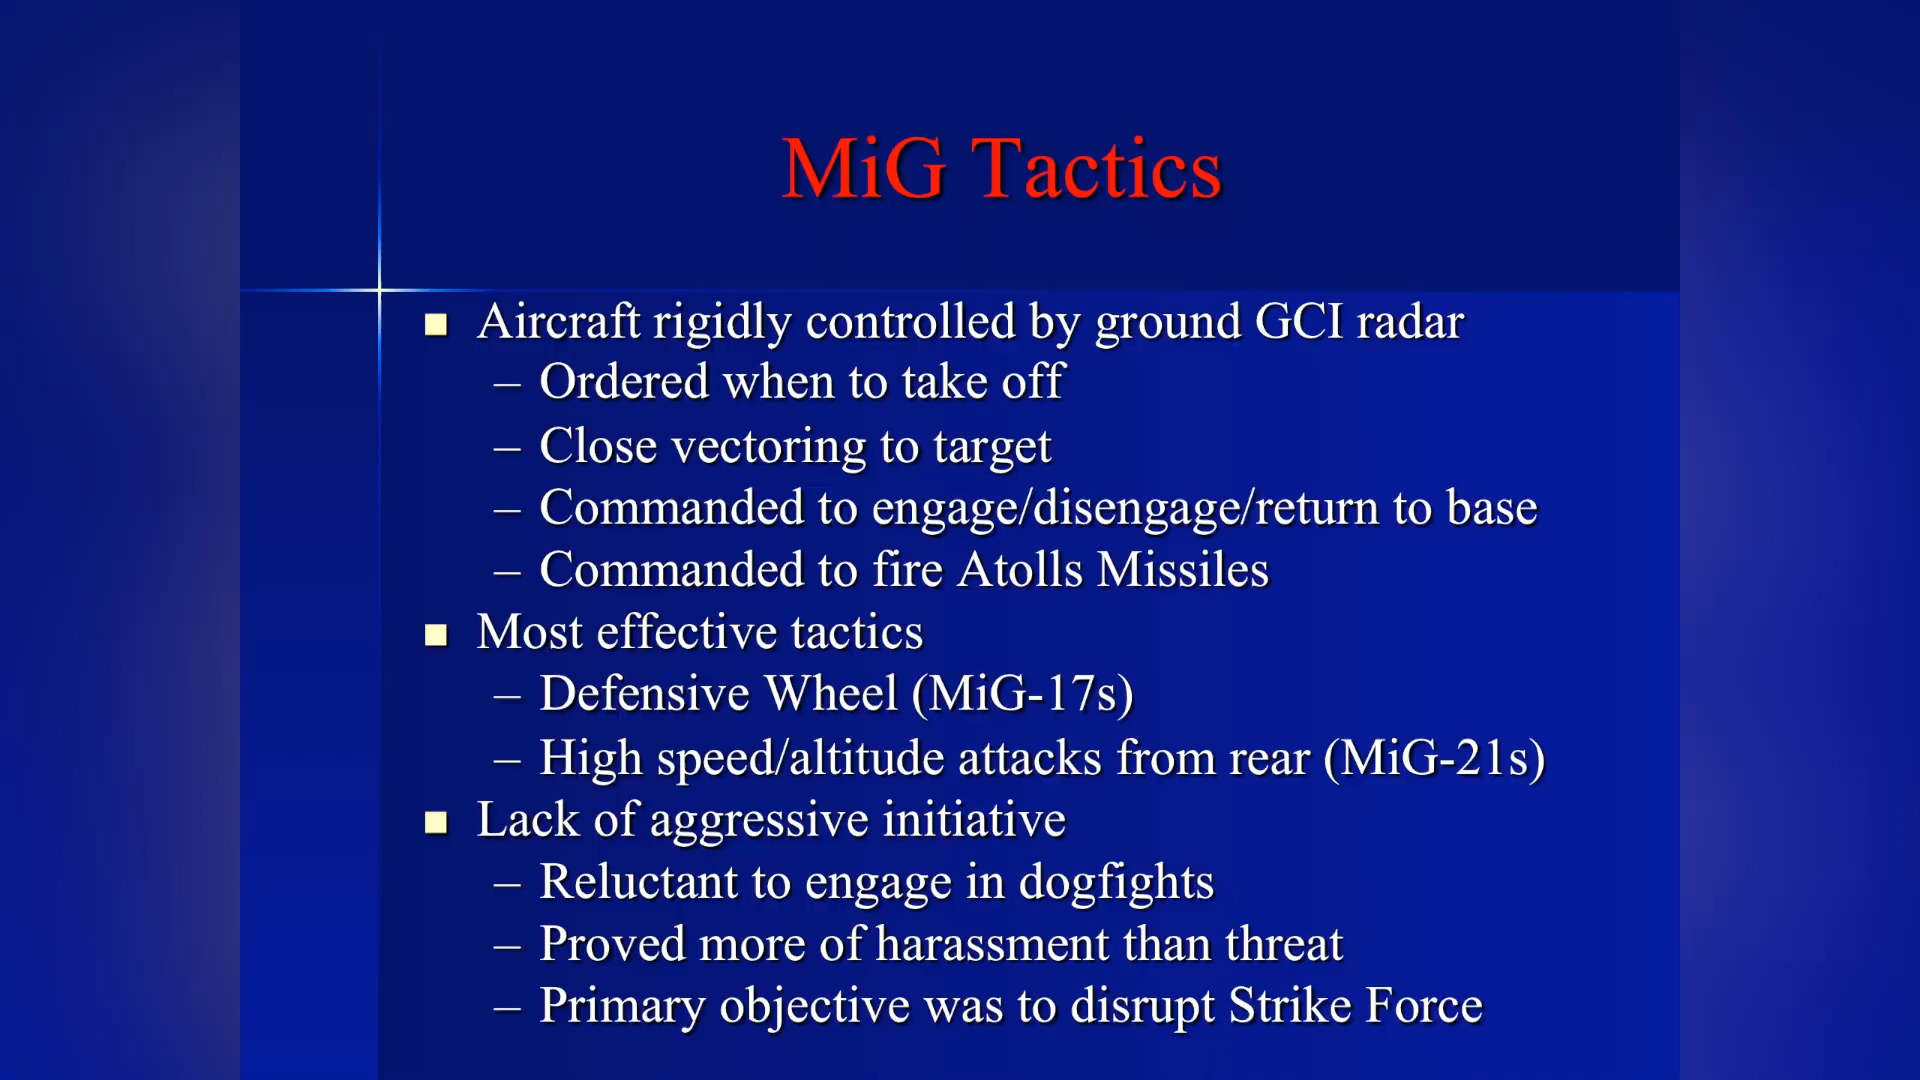 MiG Tactics
Aircraft rigidly controlled by ground GCI radar
– Ordered when to take off
– Close vectoring to target
– Commanded to engage/disengage/return to base
– Commanded to fire Atolls Missiles
Most effective tactics
– Defensive Wheel (MiG-17s)
– High speed/altitude attacks from rear (MiG-21s)
Lack of aggressive initiative
– Reluctant to engage in dogfights
– Proved more of harassment than threat
– Primary objective was to disrupt Strike Force